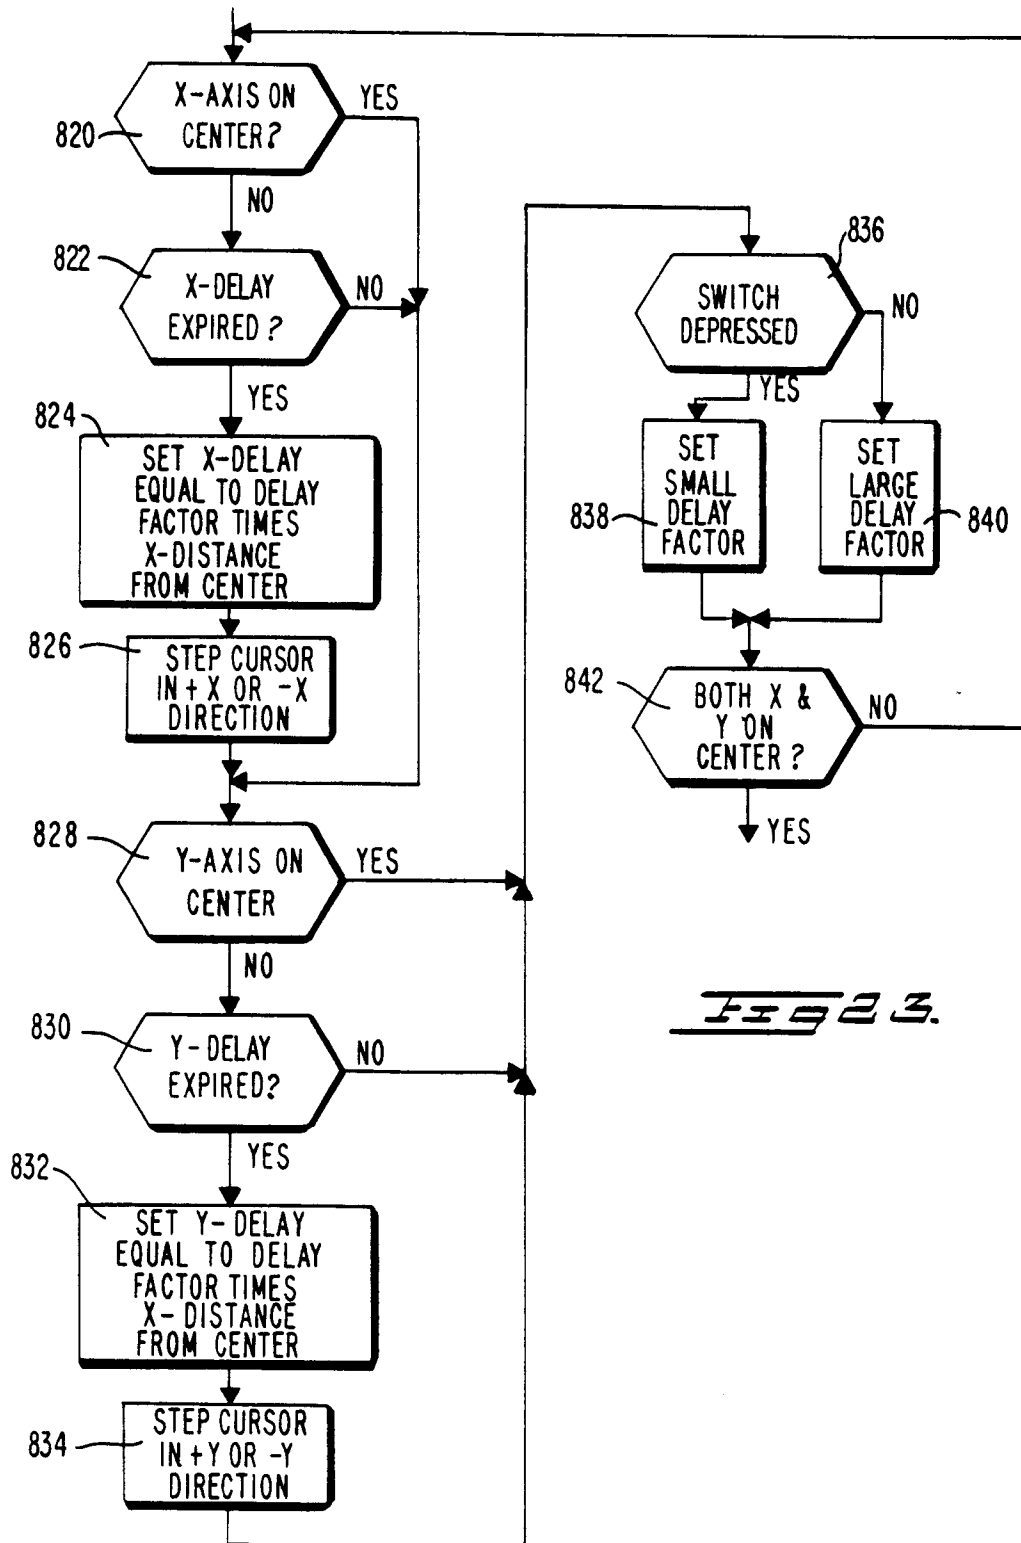 X-AXIS ON
CENTER?
820
YES
NO
822
X-DELAY
EXPIRED?
NO
YES
824
SET X-DELAY
EQUAL TO DELAY
FACTOR TIMES
X-DISTANCE
FROM CENTER
826
STEP CURSOR
IN +X OR -X
DIRECTION
828
Y-AXIS ON
CENTER
YES
NO
830
Y-DELAY
EXPIRED?
NO
YES
832
SET Y-DELAY
EQUAL TO DELAY
FACTOR TIMES
X-DISTANCE
FROM CENTER
834
STEP CURSOR
IN +Y OR -Y
DIRECTION
836
SWITCH
DEPRESSED
NO
YES
SET
SMALL
DELAY
FACTOR
838
SET
LARGE
DELAY
FACTOR
840
842
BOTH X &
Y ON
CENTER?
NO
YES
FIG 23.